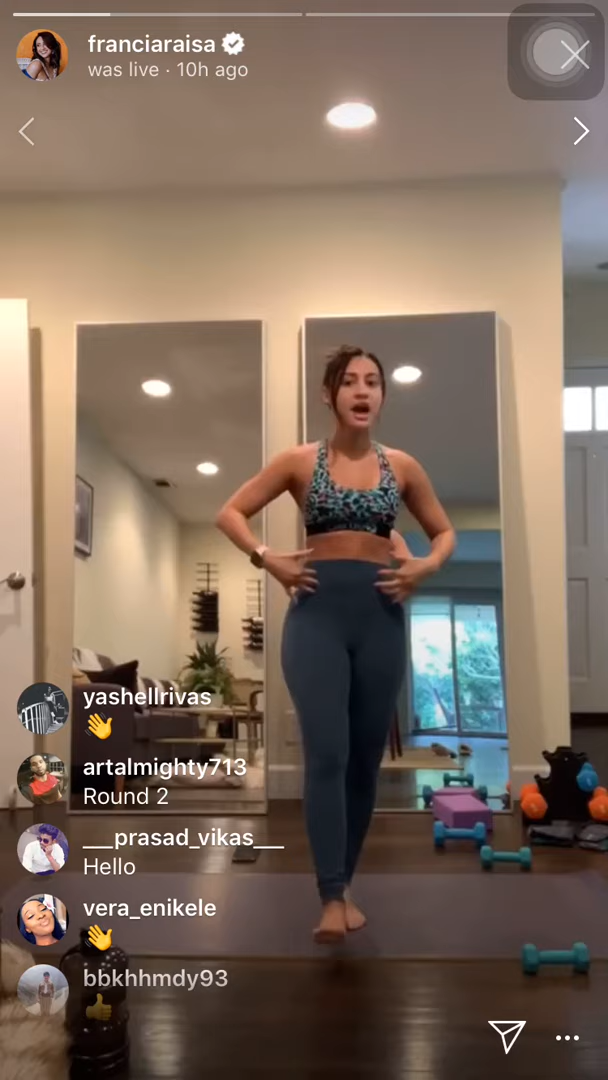 franciaraisa
was live · 10h ago
yashellrivas
👋
artalmighty713
Round 2
___prasad_vikas___
Hello
vera_enikele
👋
bbkhhmdy93
👍